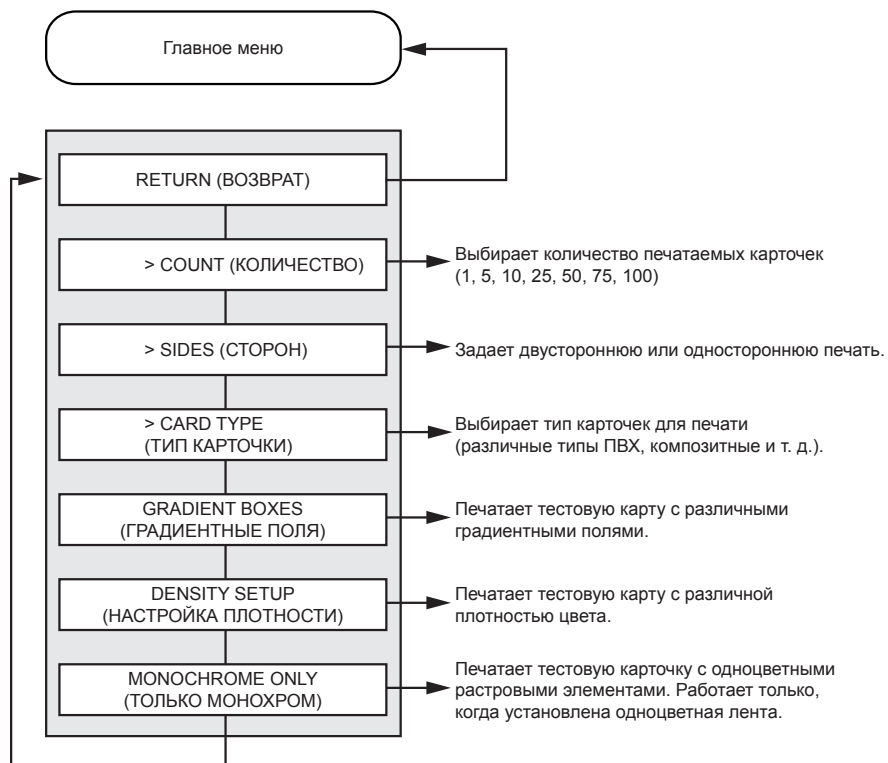 Главное меню
RETURN (ВОЗВРАТ)
> COUNT (КОЛИЧЕСТВО)
Выбирает количество печатаемых карточек
(1, 5, 10, 25, 50, 75, 100)
> SIDES (СТОРОН)
Задает двустороннюю или одностороннюю печать.
> CARD TYPE
(ТИП КАРТОЧКИ)
Выбирает тип карточек для печати
(различные типы ПВХ, композитные и т. д.).
GRADIENT BOXES
(ГРАДИЕНТНЫЕ ПОЛЯ)
Печатает тестовую карту с различными
градиентными полями.
DENSITY SETUP
(НАСТРОЙКА ПЛОТНОСТИ)
Печатает тестовую карту с различной
плотностью цвета.
MONOCHROME ONLY
(ТОЛЬКО МОНОХРОМ)
Печатает тестовую карточку с одноцветными
растровыми элементами. Работает только,
когда установлена одноцветная лента.